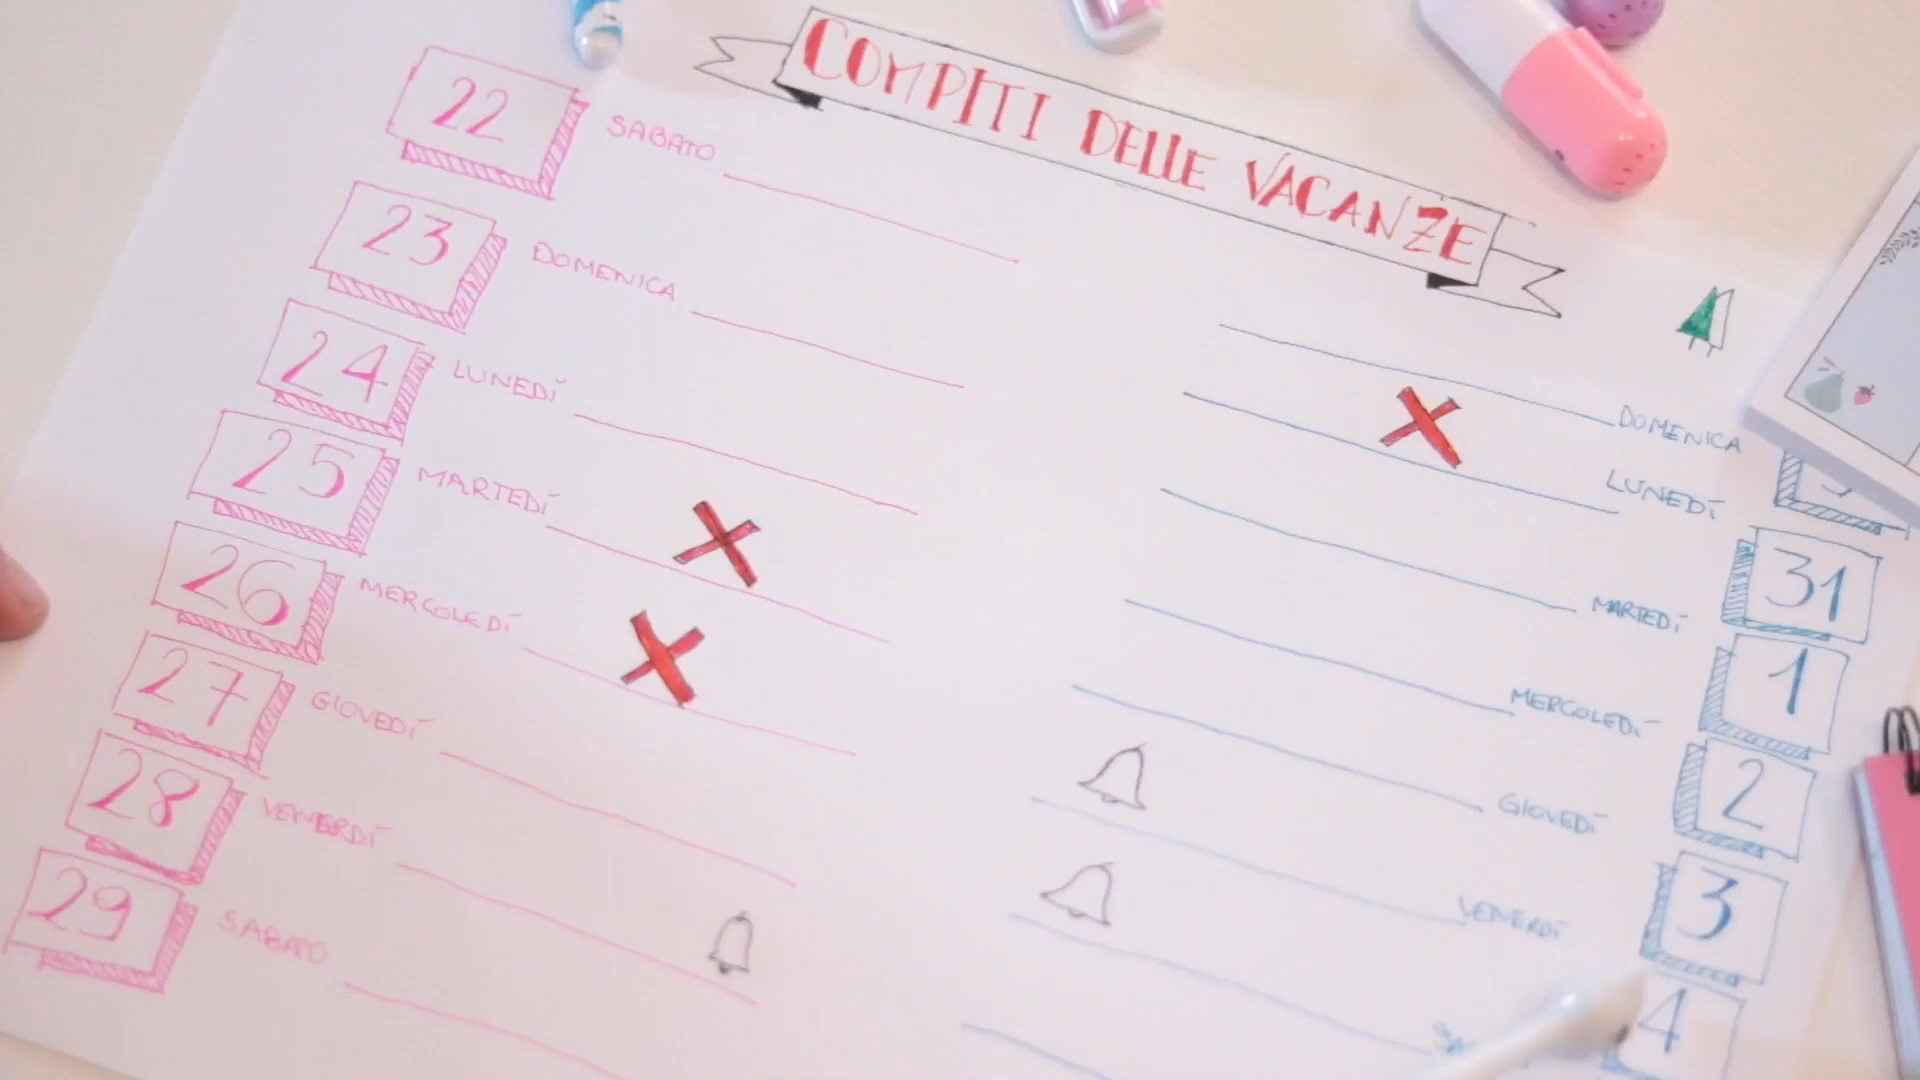 COMPITI DELLE VACANZE
22 SABATO
23 DOMENICA
24 LUNEDÌ
25 MARTEDÌ
26 MERCOLEDÌ
27 GIOVEDÌ
28 VENERDÌ
29 SABATO
DOMENICA
LUNEDÌ
MARTEDÌ 31
MERCOLEDÌ 1
GIOVEDÌ 2
VENERDÌ 3
4